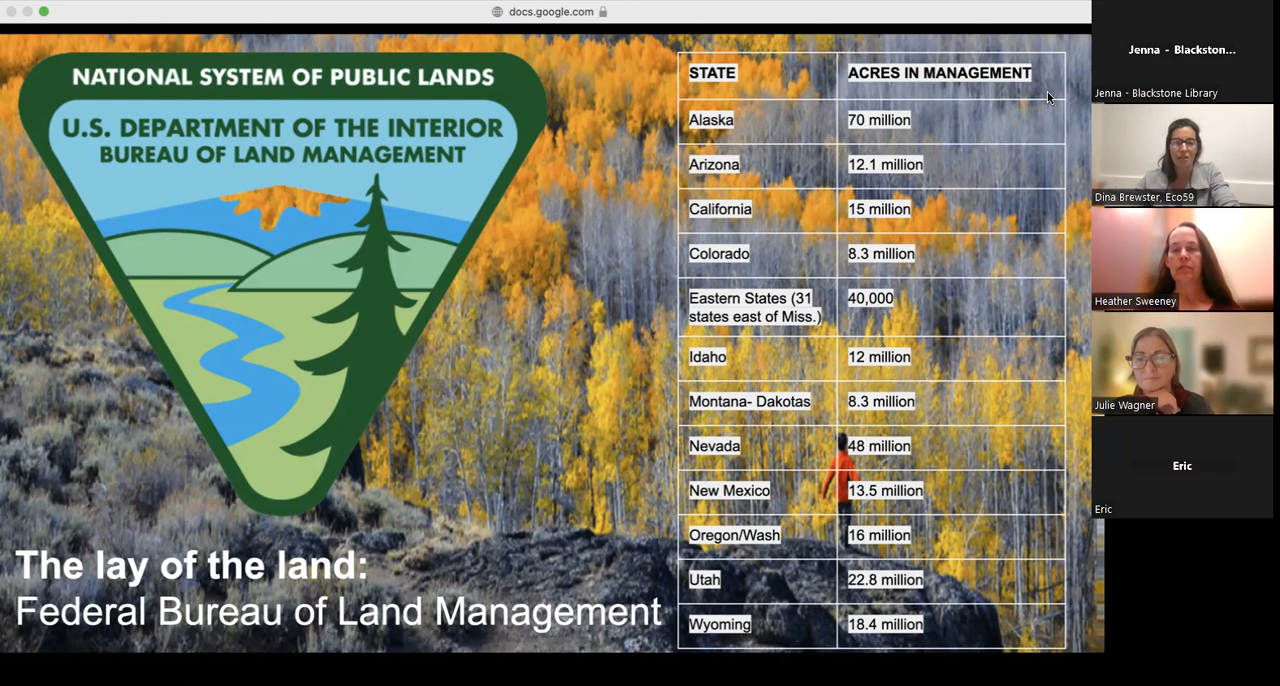 docs.google.com
NATIONAL SYSTEM OF PUBLIC LANDS
U.S. DEPARTMENT OF THE INTERIOR
BUREAU OF LAND MANAGEMENT
The lay of the land:
Federal Bureau of Land Management
STATE ACRES IN MANAGEMENT
Alaska 70 million
Arizona 12.1 million
California 15 million
Colorado 8.3 million
Eastern States (31 40,000
states east of Miss.)
Idaho 12 million
Montana- Dakotas 8.3 million
Nevada 48 million
New Mexico 13.5 million
Oregon/Wash 16 million
Utah 22.8 million
Wyoming 18.4 million
Jenna - Blackston...
Jenna - Blackstone Library
Dina Brewster, Eco59
Heather Sweeney
Julie Wagner
Eric
Eric